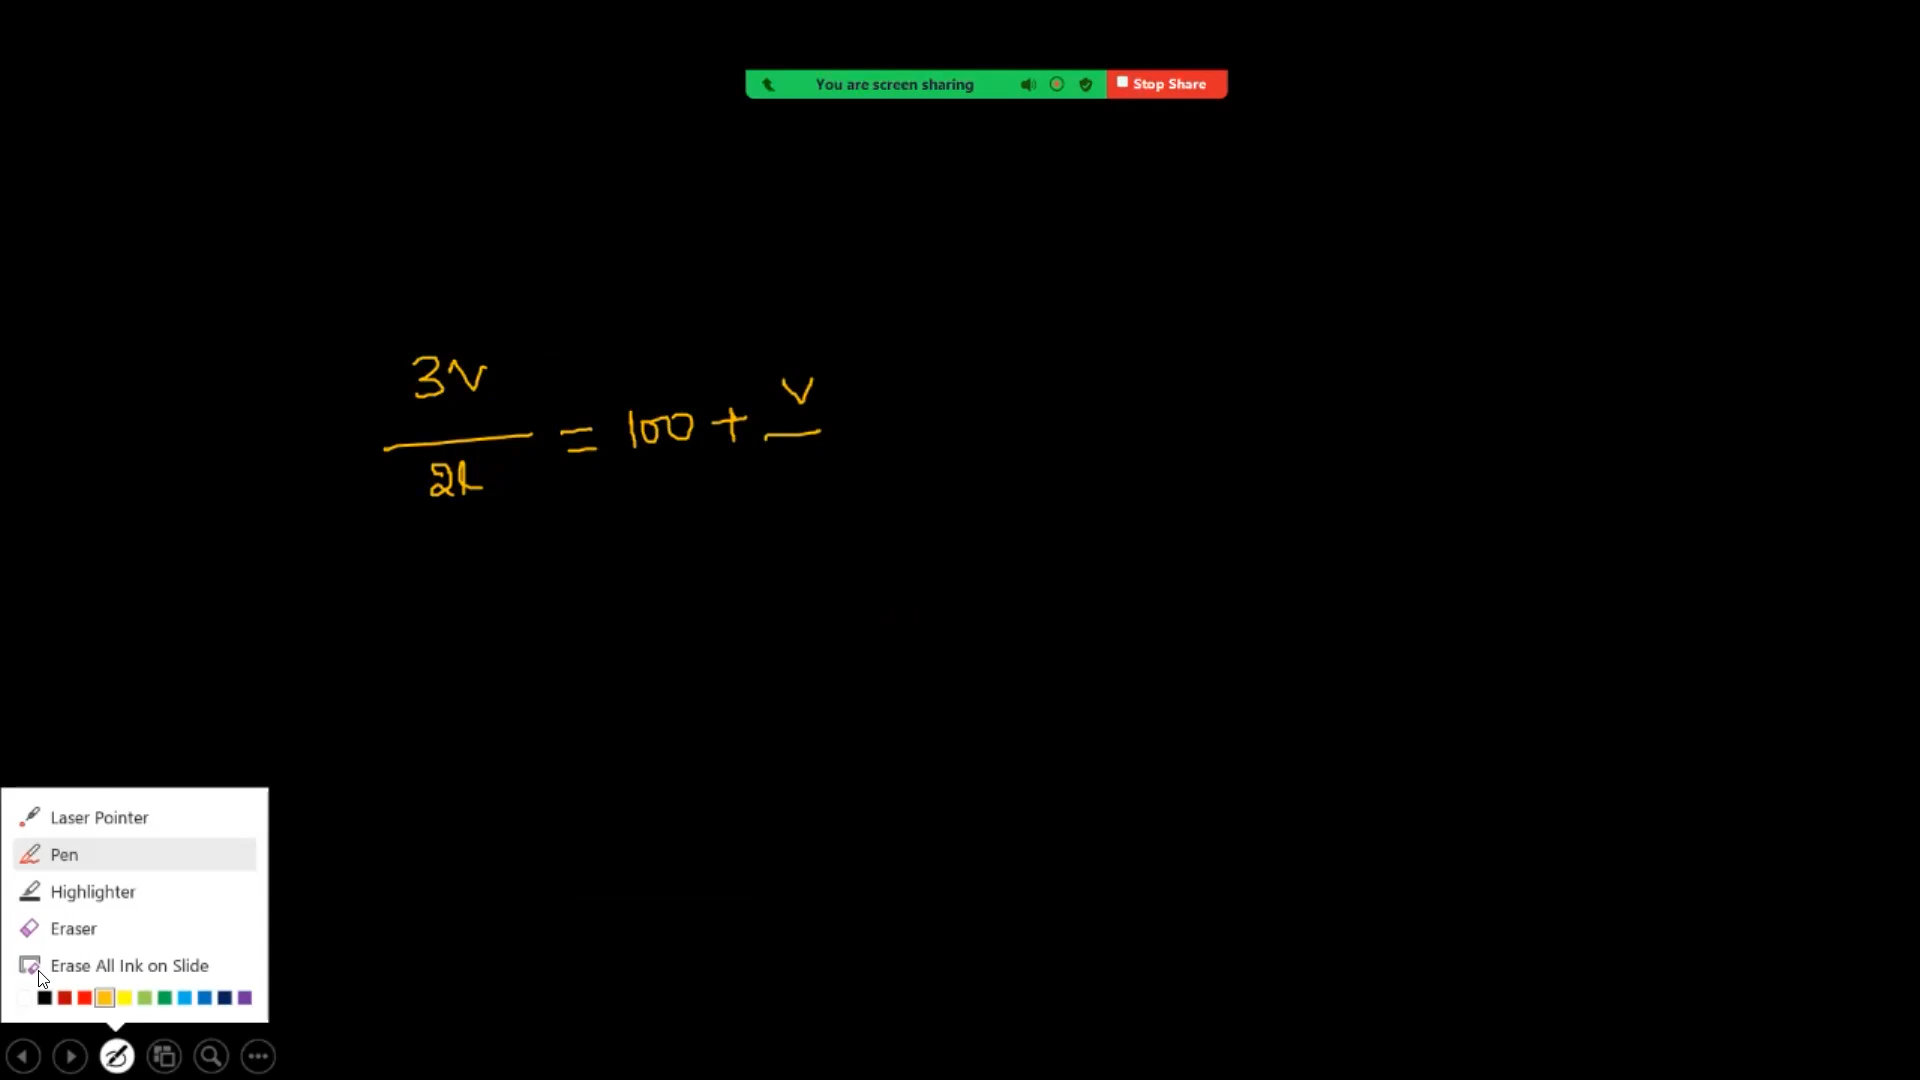 You are screen sharing
Stop Share
3v
v
= 100 +
2l
Laser Pointer
Pen
Highlighter
Eraser
Erase All Ink on Slide